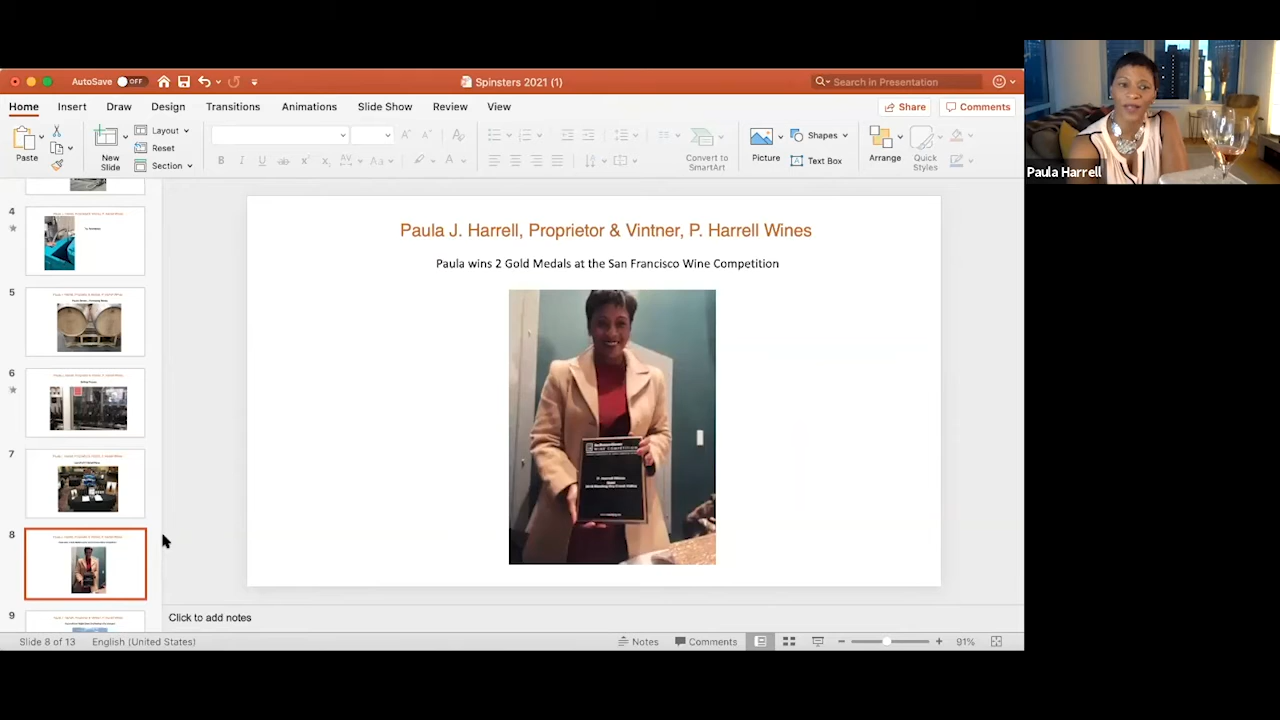 AutoSave OFF
Spinsters 2021 (1)
Search in Presentation
Home Insert Draw Design Transitions Animations Slide Show Review View
Share Comments
Paste
New Slide
Layout
Reset
Section
Convert to SmartArt
Picture
Shapes
Text Box
Arrange
Quick Styles
Paula Harrell
4
5
6
7
8
9
Paula J. Harrell, Proprietor & Vintner, P. Harrell Wines
Paula wins 2 Gold Medals at the San Francisco Wine Competition
WINE COMPETITION
Click to add notes
Slide 8 of 13 English (United States) Notes Comments 91%